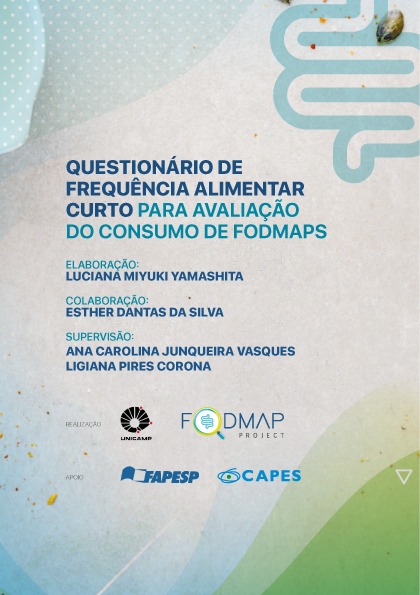 QUESTIONÁRIO DE
FREQUÊNCIA ALIMENTAR
CURTO PARA AVALIAÇÃO
DO CONSUMO DE FODMAPS
ELABORAÇÃO:
LUCIANA MIYUKI YAMASHITA
COLABORAÇÃO:
ESTHER DANTAS DA SILVA
SUPERVISÃO:
ANA CAROLINA JUNQUEIRA VASQUES
LIGIANA PIRES CORONA
REALIZAÇÃO
UNICAMP
FODMAP
PROJECT
APOIO
FAPESP
CAPES